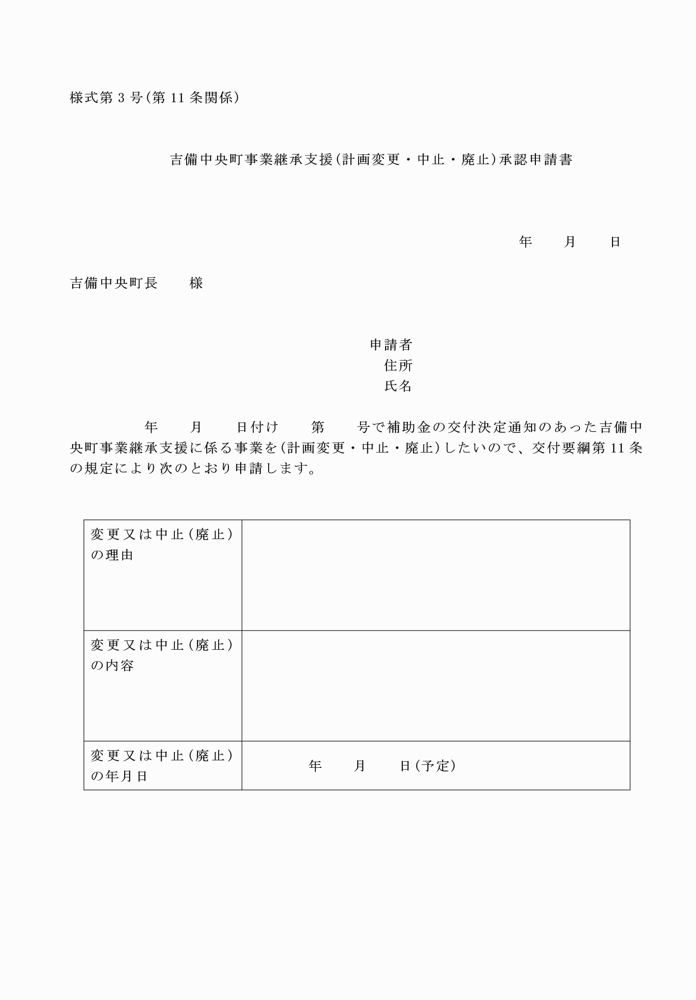 様式第 3 号(第 11 条関係)
吉備中央町事業継承支援(計画変更・中止・廃止)承認申請書
年　　月　　日
吉備中央町長　　様
申請者
住所
氏名
年　　月　　日付け　　第　　号で補助金の交付決定通知のあった吉備中
央町事業継承支援に係る事業を(計画変更・中止・廃止)したいので、交付要綱第 11 条
の規定により次のとおり申請します。
変更又は中止(廃止)
の理由
変更又は中止(廃止)
の内容
変更又は中止(廃止)
の年月日
年　　月　　日(予定)